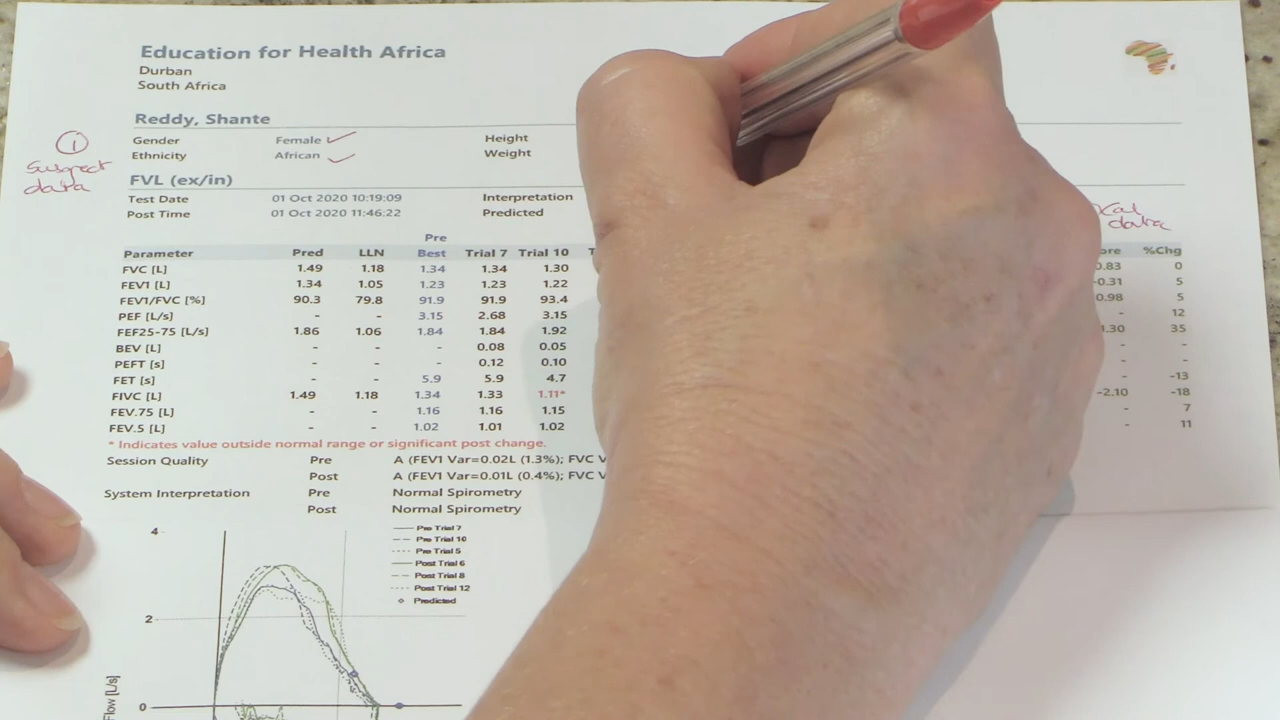 Education for Health Africa
Durban
South Africa
Reddy, Shante
Gender Female Height
Ethnicity African Weight
① Suspect data
FVL (ex/in)
Test Date 01 Oct 2020 10:19:09 Interpretation
Post Time 01 Oct 2020 11:46:22 Predicted
data
Pre
Parameter Pred LLN Best Trial 7 Trial 10 %Chg
FVC [L] 1.49 1.18 1.34 1.34 1.30 0.83 0
FEV1 [L] 1.34 1.05 1.23 1.23 1.22 -0.31 5
FEV1/FVC [%] 90.3 79.8 91.9 91.9 93.4 0.98 5
PEF [L/s] - - 3.15 2.68 3.15 - 12
FEF25-75 [L/s] 1.86 1.06 1.84 1.84 1.92 1.30 35
BEV [L] - - - 0.08 0.05 - -
PEFT [s] - - - 0.12 0.10 - -
FET [s] - - 5.9 5.9 4.7 - -13
FIVC [L] 1.49 1.18 1.34 1.33 1.11* -2.10 -18
FEV.75 [L] - - 1.16 1.16 1.15 - 7
FEV.5 [L] - - 1.02 1.01 1.02 - 11
* Indicates value outside normal range or significant post change.
Session Quality Pre A (FEV1 Var=0.02L (1.3%); FVC
Post A (FEV1 Var=0.01L (0.4%); FVC
System Interpretation Pre Normal Spirometry
Post Normal Spirometry
Pre Trial 7
Pre Trial 10
Pre Trial 5
Post Trial 6
Post Trial 8
Post Trial 12
Predicted
4
2
0
Flow [L/s]